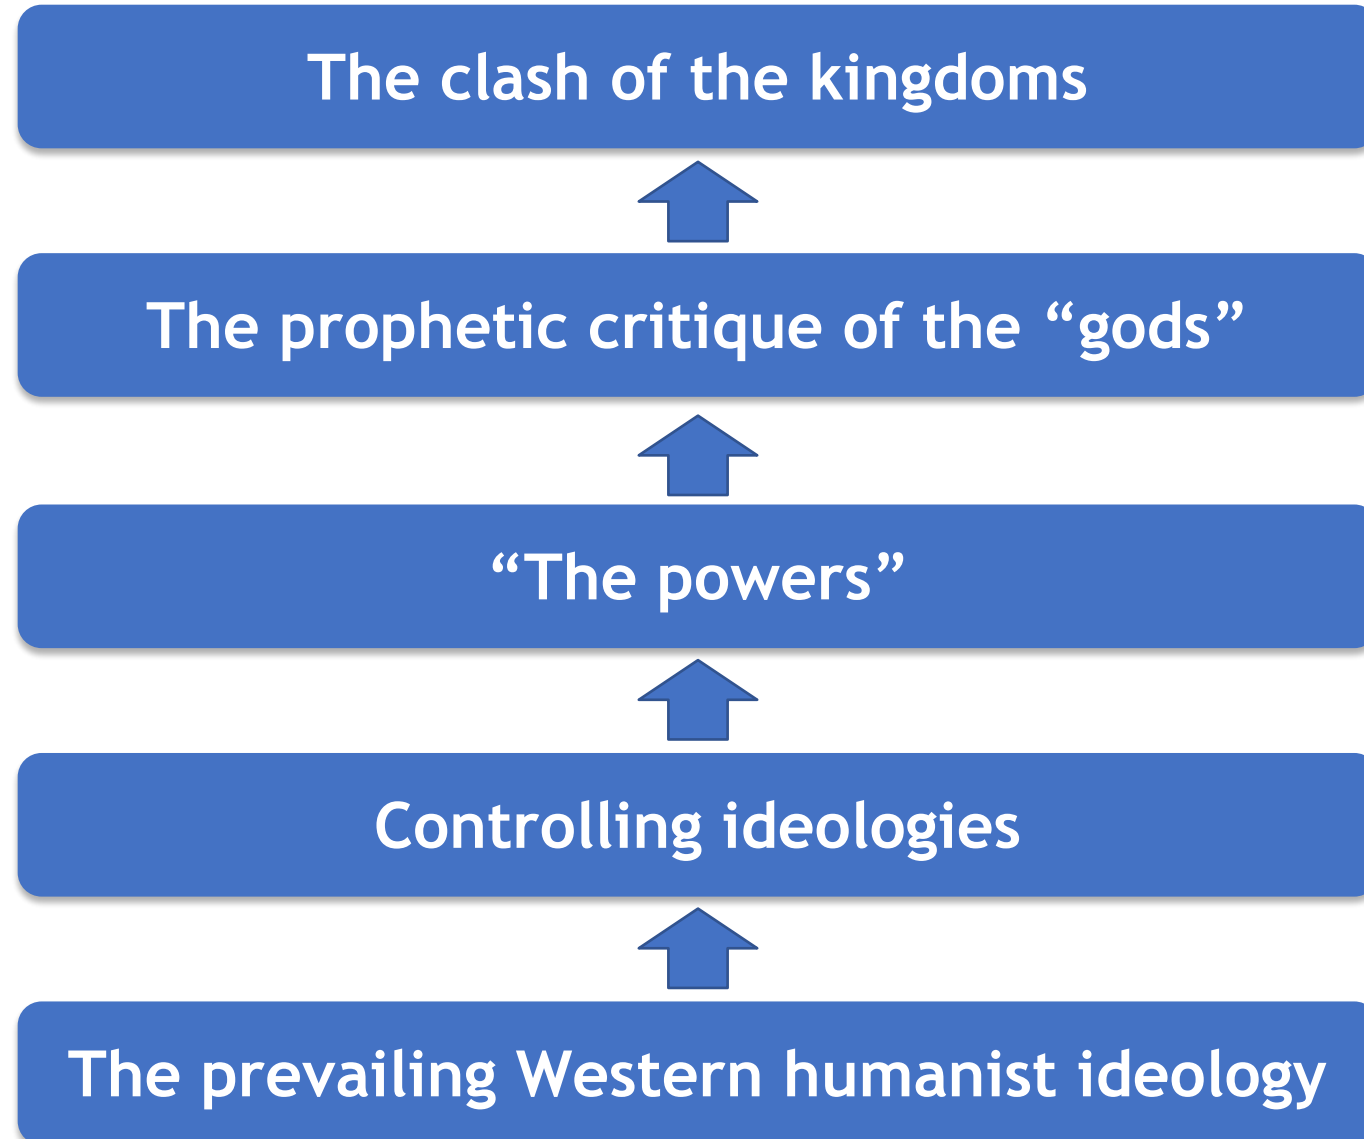 The clash of the kingdoms
The prophetic critique of the “gods”
“The powers”
Controlling ideologies
The prevailing Western humanist ideology